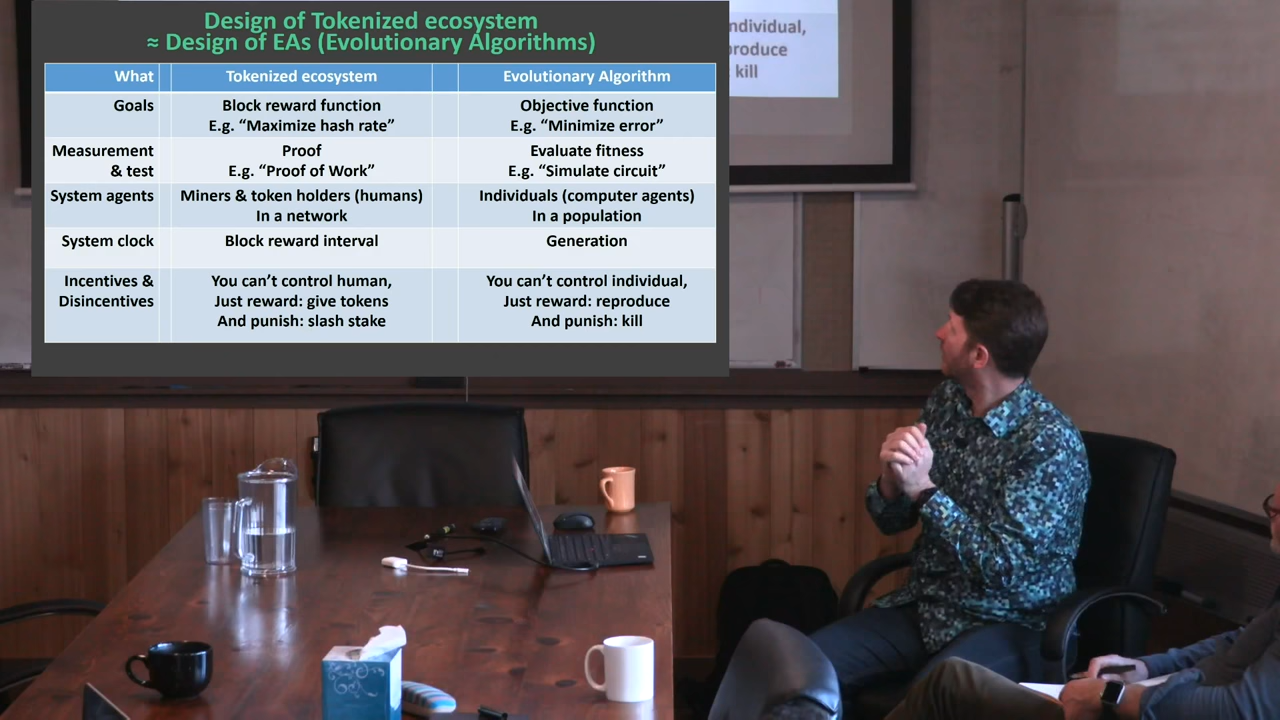 Design of Tokenized ecosystem
≈ Design of EAs (Evolutionary Algorithms)
What Tokenized ecosystem Evolutionary Algorithm
Goals Block reward function Objective function
E.g. “Maximize hash rate” E.g. “Minimize error”
Measurement Proof Evaluate fitness
& test E.g. “Proof of Work” E.g. “Simulate circuit”
System agents Miners & token holders (humans) Individuals (computer agents)
In a network In a population
System clock Block reward interval Generation
Incentives & You can’t control human, You can’t control individual,
Disincentives Just reward: give tokens Just reward: reproduce
And punish: slash stake And punish: kill
ndividual,
produce
kill